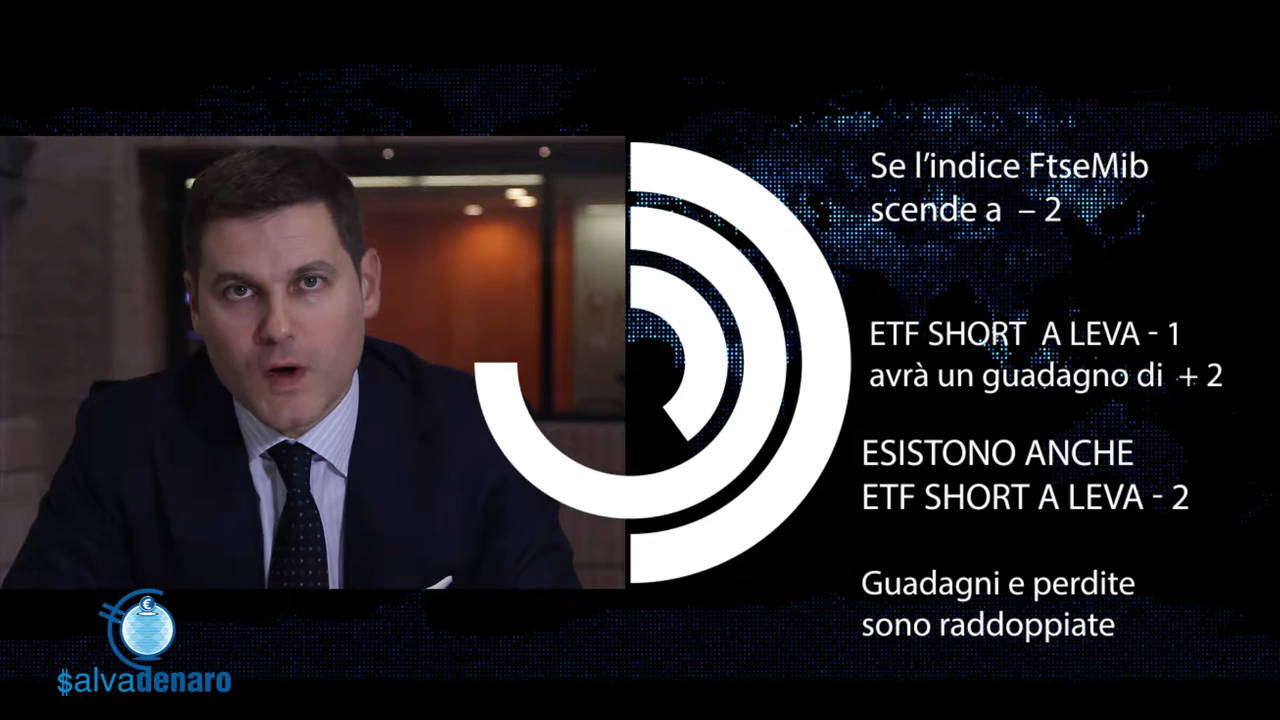 Se l'indice FtseMib
scende a – 2
ETF SHORT A LEVA - 1
avrà un guadagno di + 2
ESISTONO ANCHE
ETF SHORT A LEVA - 2
Guadagni e perdite
sono raddoppiate
€
$alvadenaro